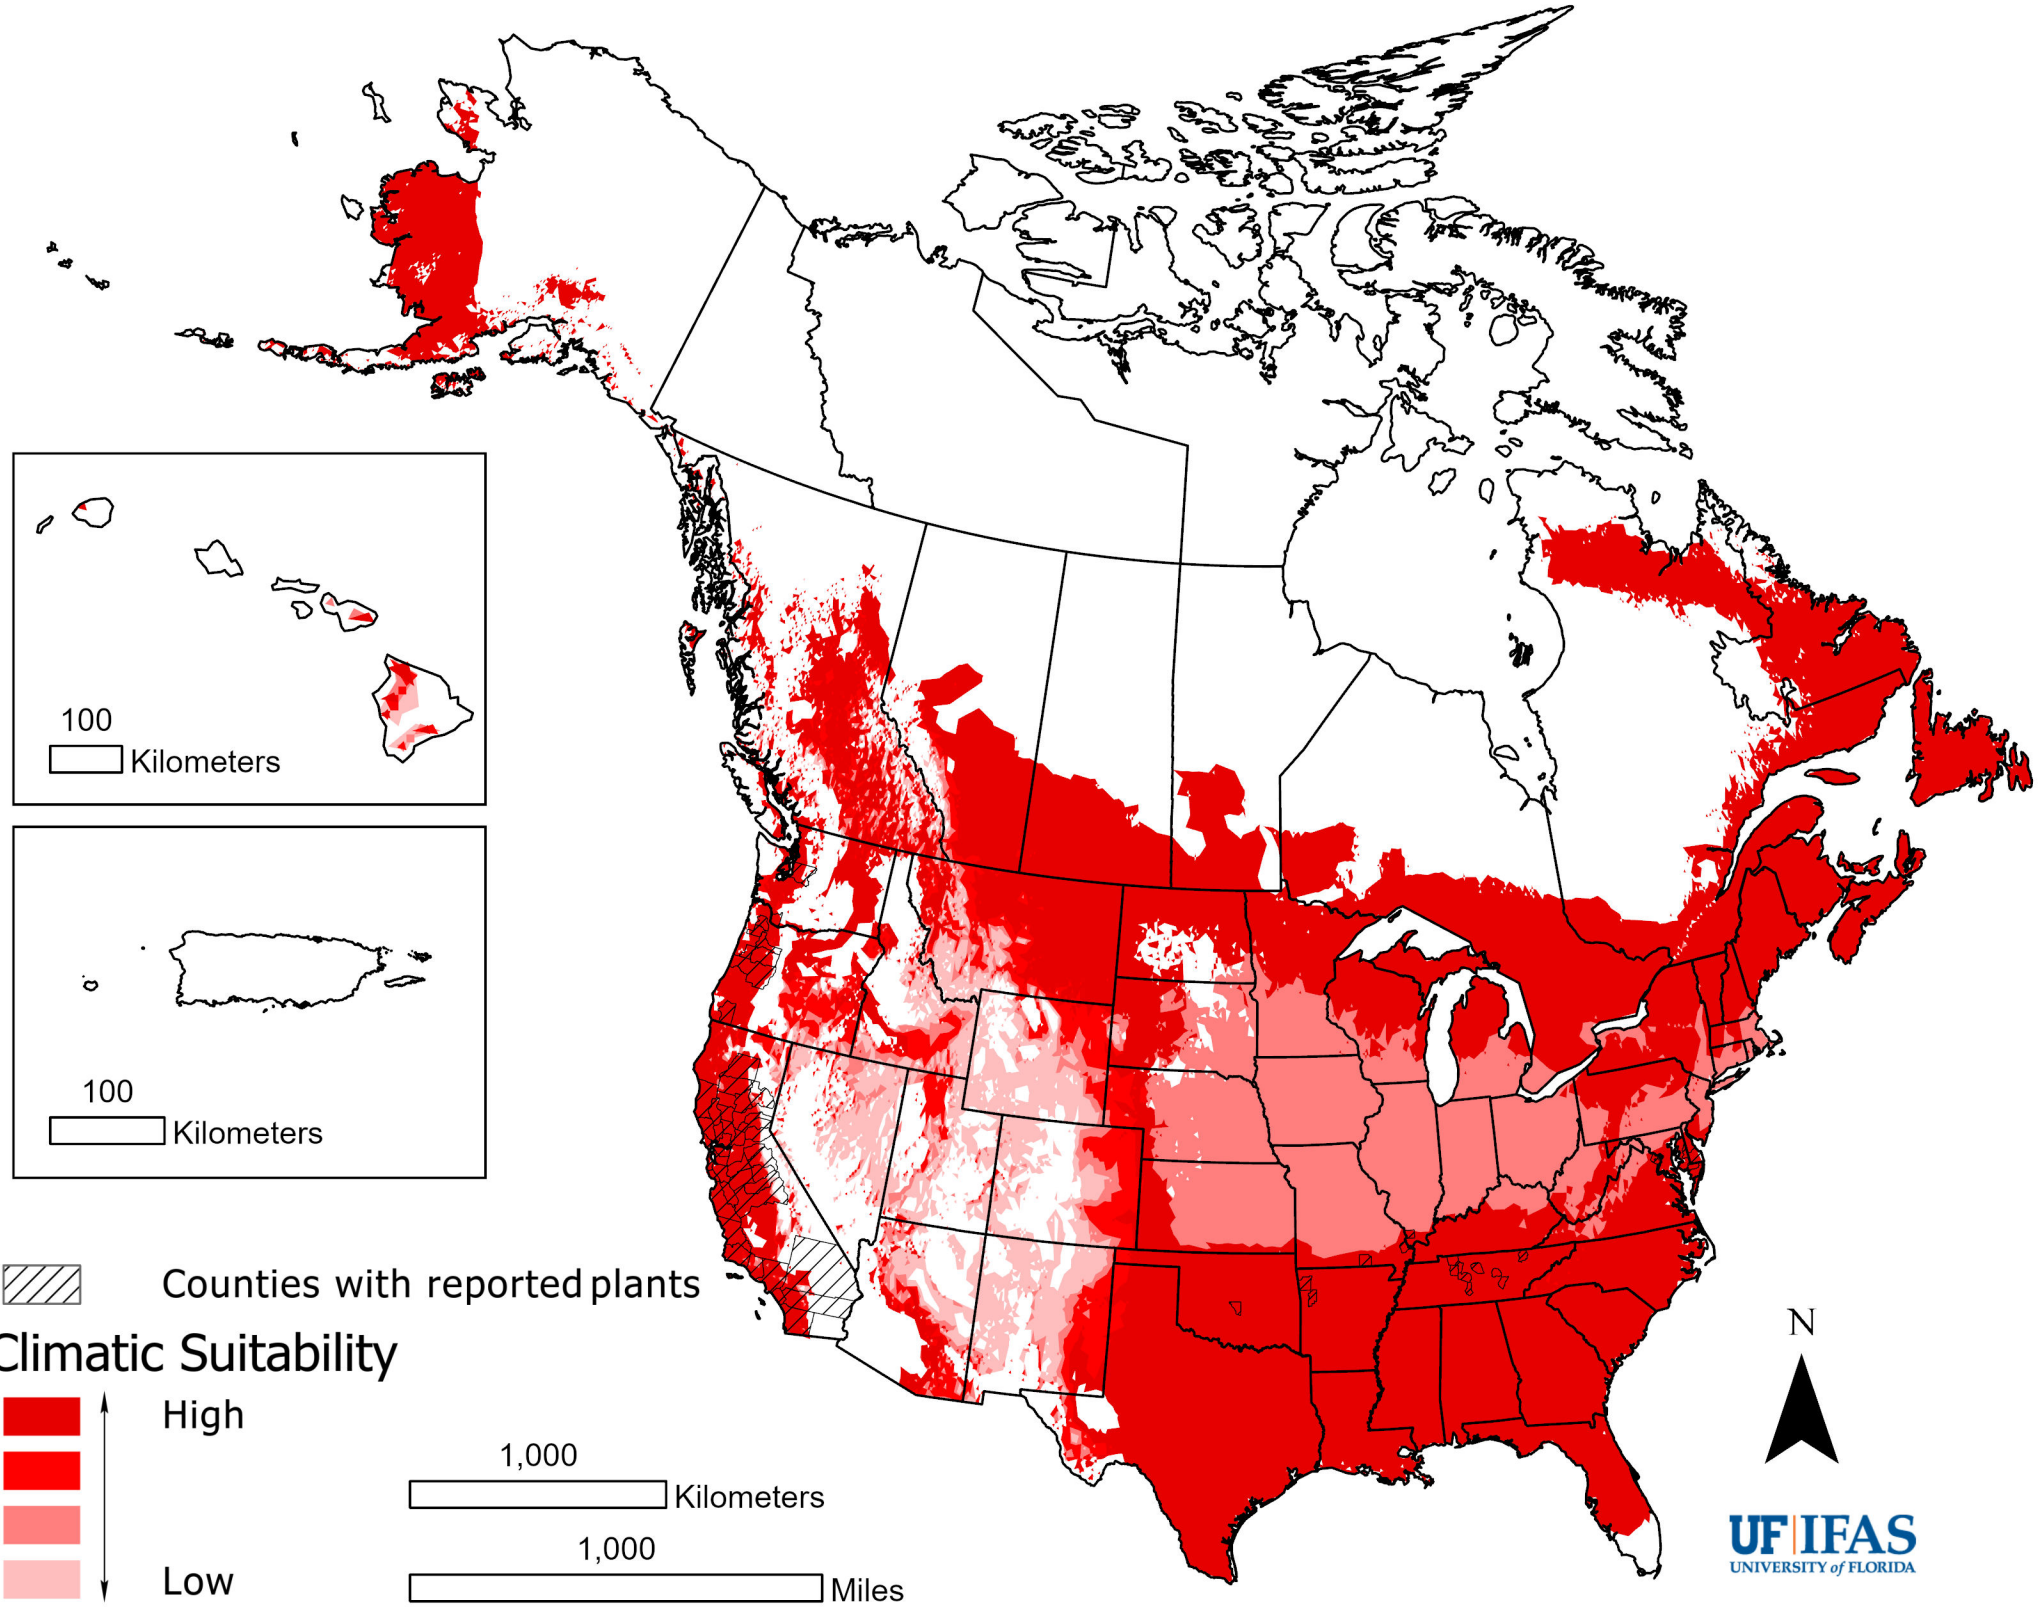 100
Kilometers
100
Kilometers
Counties with reported plants
Climatic Suitability
High
Low
1,000
Kilometers
1,000
Miles
N
UF|IFAS
UNIVERSITY of FLORIDA